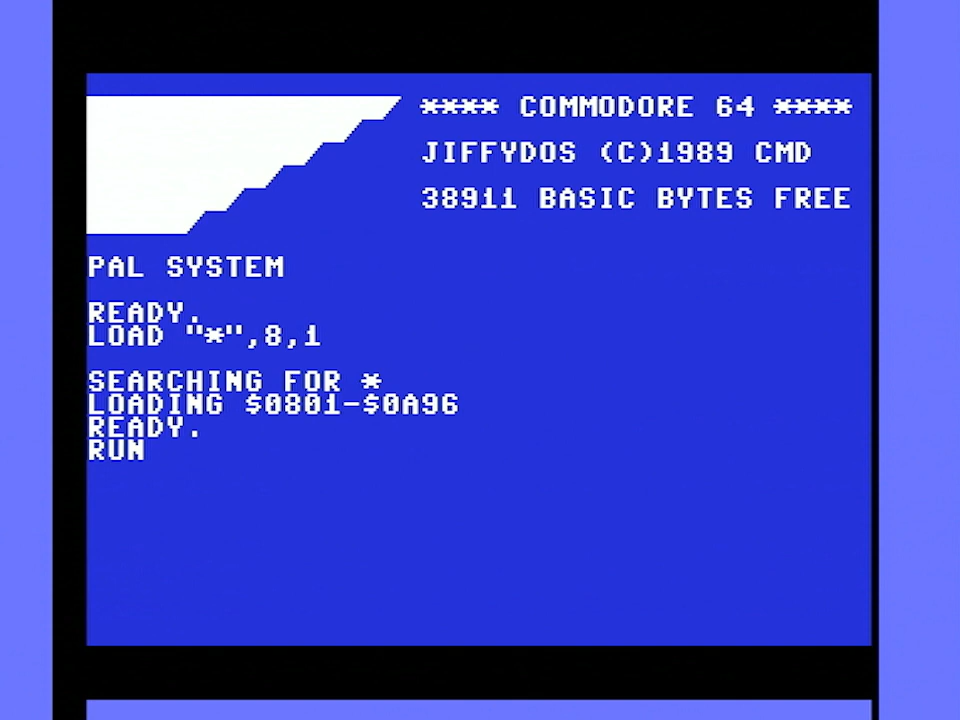 **** COMMODORE 64 ****
JIFFYDOS (C)1989 CMD
38911 BASIC BYTES FREE
PAL SYSTEM
READY.
LOAD "*",8,1
SEARCHING FOR *
LOADING $0801-$0A96
READY.
RUN